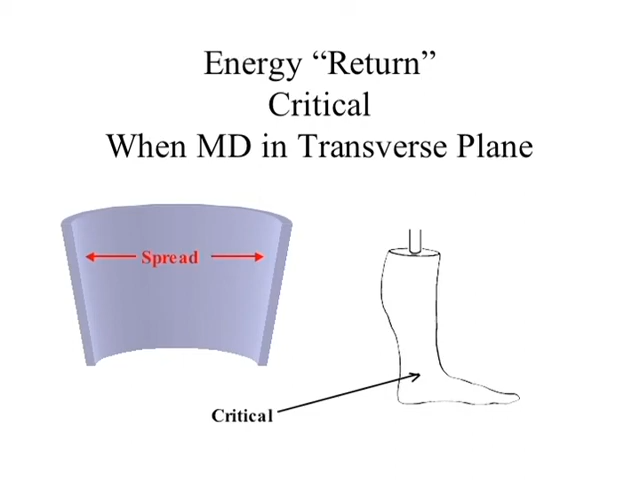 Energy “Return”
Critical
When MD in Transverse Plane
Spread
Critical